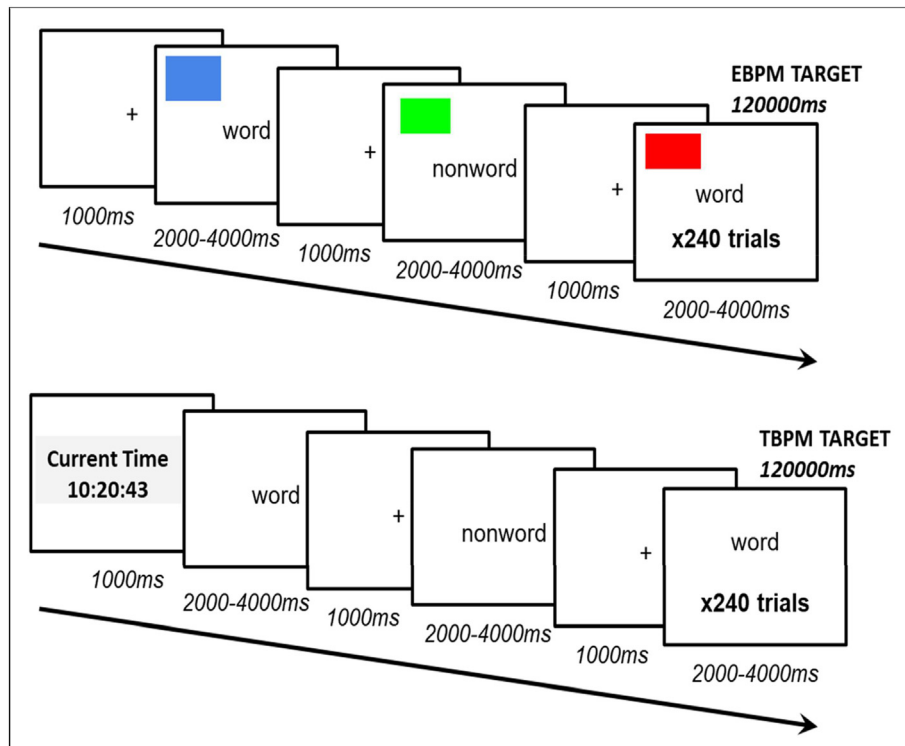 EBPM TARGET
120000ms
+
word
+
nonword
+
word
x240 trials
1000ms
2000-4000ms
1000ms
2000-4000ms
1000ms
2000-4000ms
TBPM TARGET
120000ms
Current Time
10:20:43
word
+
nonword
+
word
x240 trials
1000ms
2000-4000ms
1000ms
2000-4000ms
1000ms
2000-4000ms